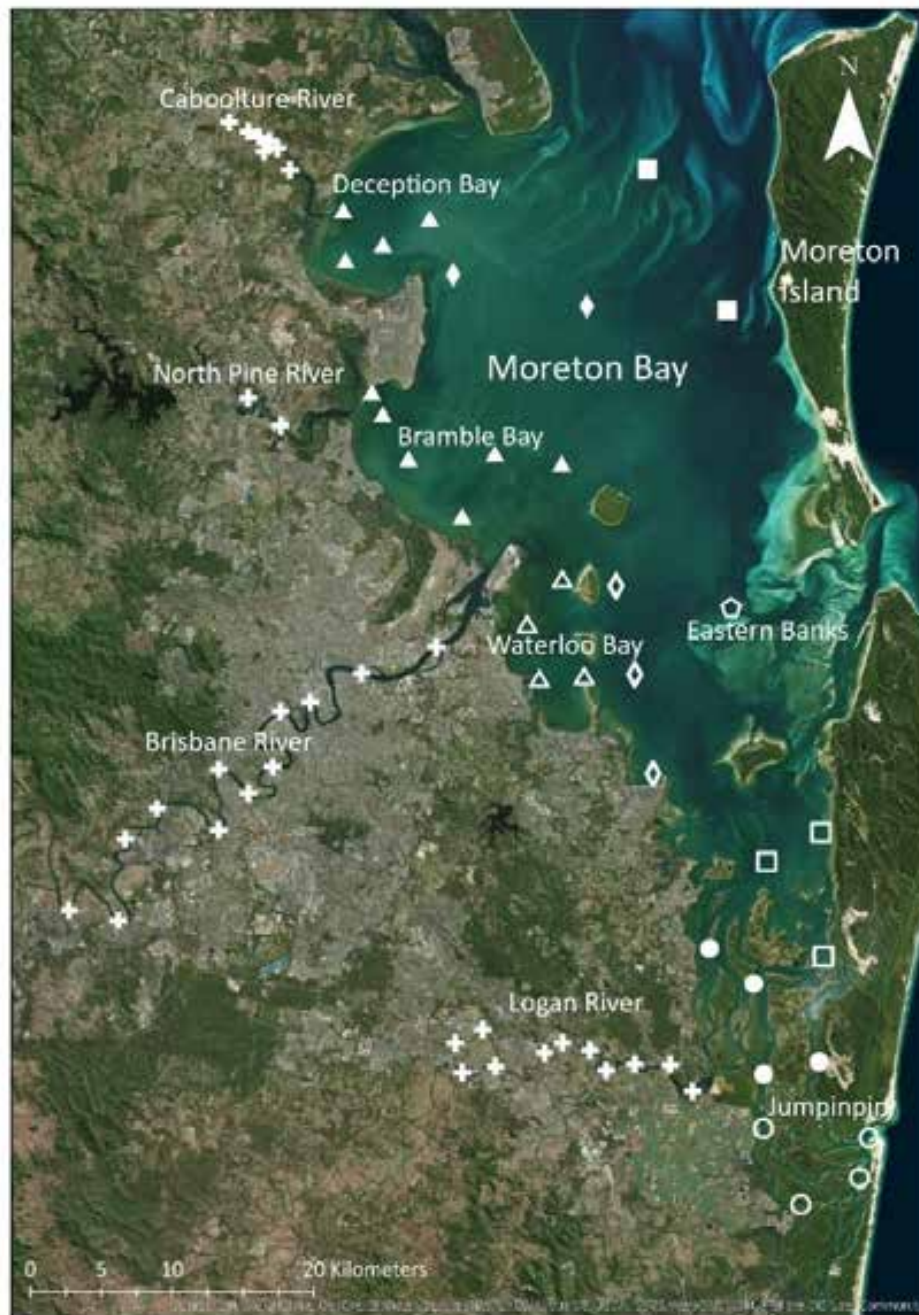 Caboolture River
N
Deception Bay
Moreton
Island
North Pine River
Moreton Bay
Bramble Bay
Waterloo Bay
Eastern Banks
Brisbane River
Logan River
Jumpinpin
0 5 10 20 Kilometers